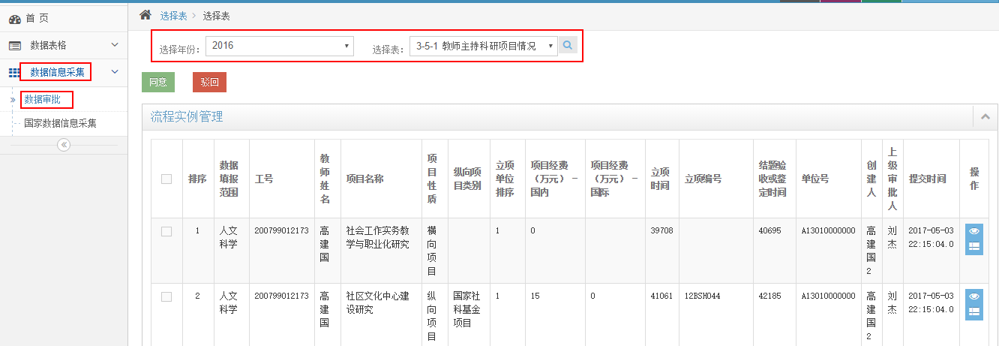 首 页
数据表格
数据信息采集
数据审批
国家数据信息采集
选择表 > 选择表
选择年份: 2016 选择表: 3-5-1 教师主持科研项目情况
同意 驳回
流程实例管理
排序
数据
填报
范围
工号
教
师
姓
名
项目名称
项
目
性
质
纵向项
目类别
立项
单位
排序
项目经费
（万元）－
国内
项目经费
（万元）－
国际
立项
时间
立项编号
结题验
收或鉴
定时间
单位号
创
建
人
上
级
审
批
人
提交时间
操
作
1
人文
科学
200799012173
高
建
国
社会工作实务教
学与职业化研究
横
向
项
目
1
0
39708
40695
A13010000000
高
建
国
2
刘
杰
2017-05-03
22:15:04.0
2
人文
科学
200799012173
高
建
国
社区文化中心建
设研究
纵
向
项
目
国家社
科基金
项目
1
15
0
41061
12BSH044
42185
A13010000000
高
建
国
2
刘
杰
2017-05-03
22:15:04.0